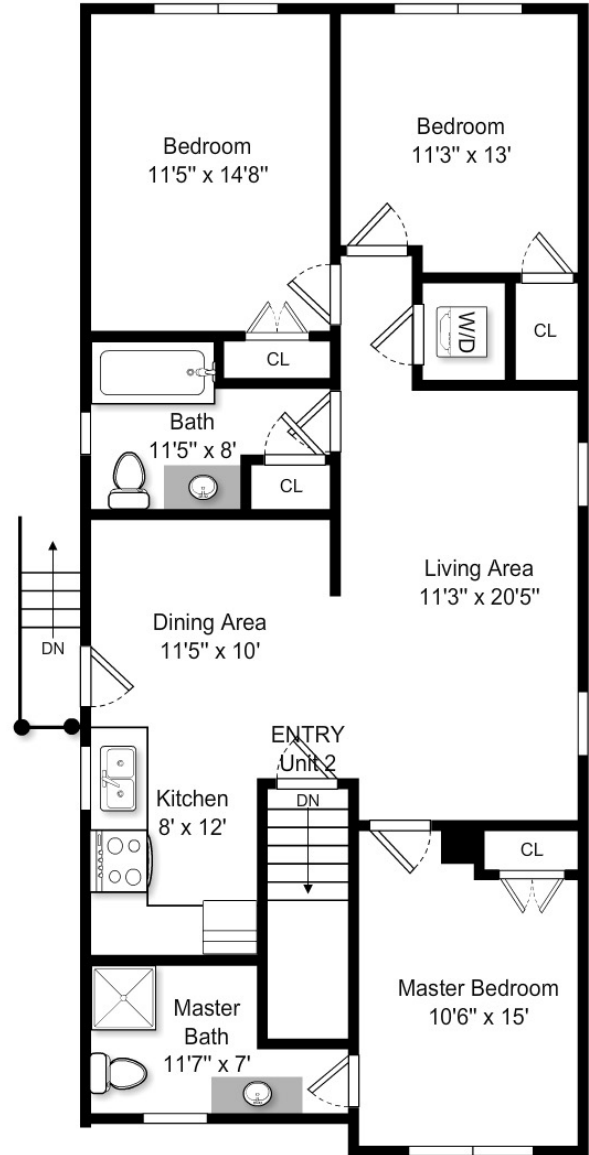 Bedroom
11'5" x 14'8"
Bedroom
11'3" x 13'
W/D
CL
CL
Bath
11'5" x 8'
CL
Living Area
11'3" x 20'5"
Dining Area
11'5" x 10'
DN
ENTRY
Unit 2
DN
Kitchen
8' x 12'
CL
Master Bedroom
10'6" x 15'
Master
Bath
11'7" x 7'